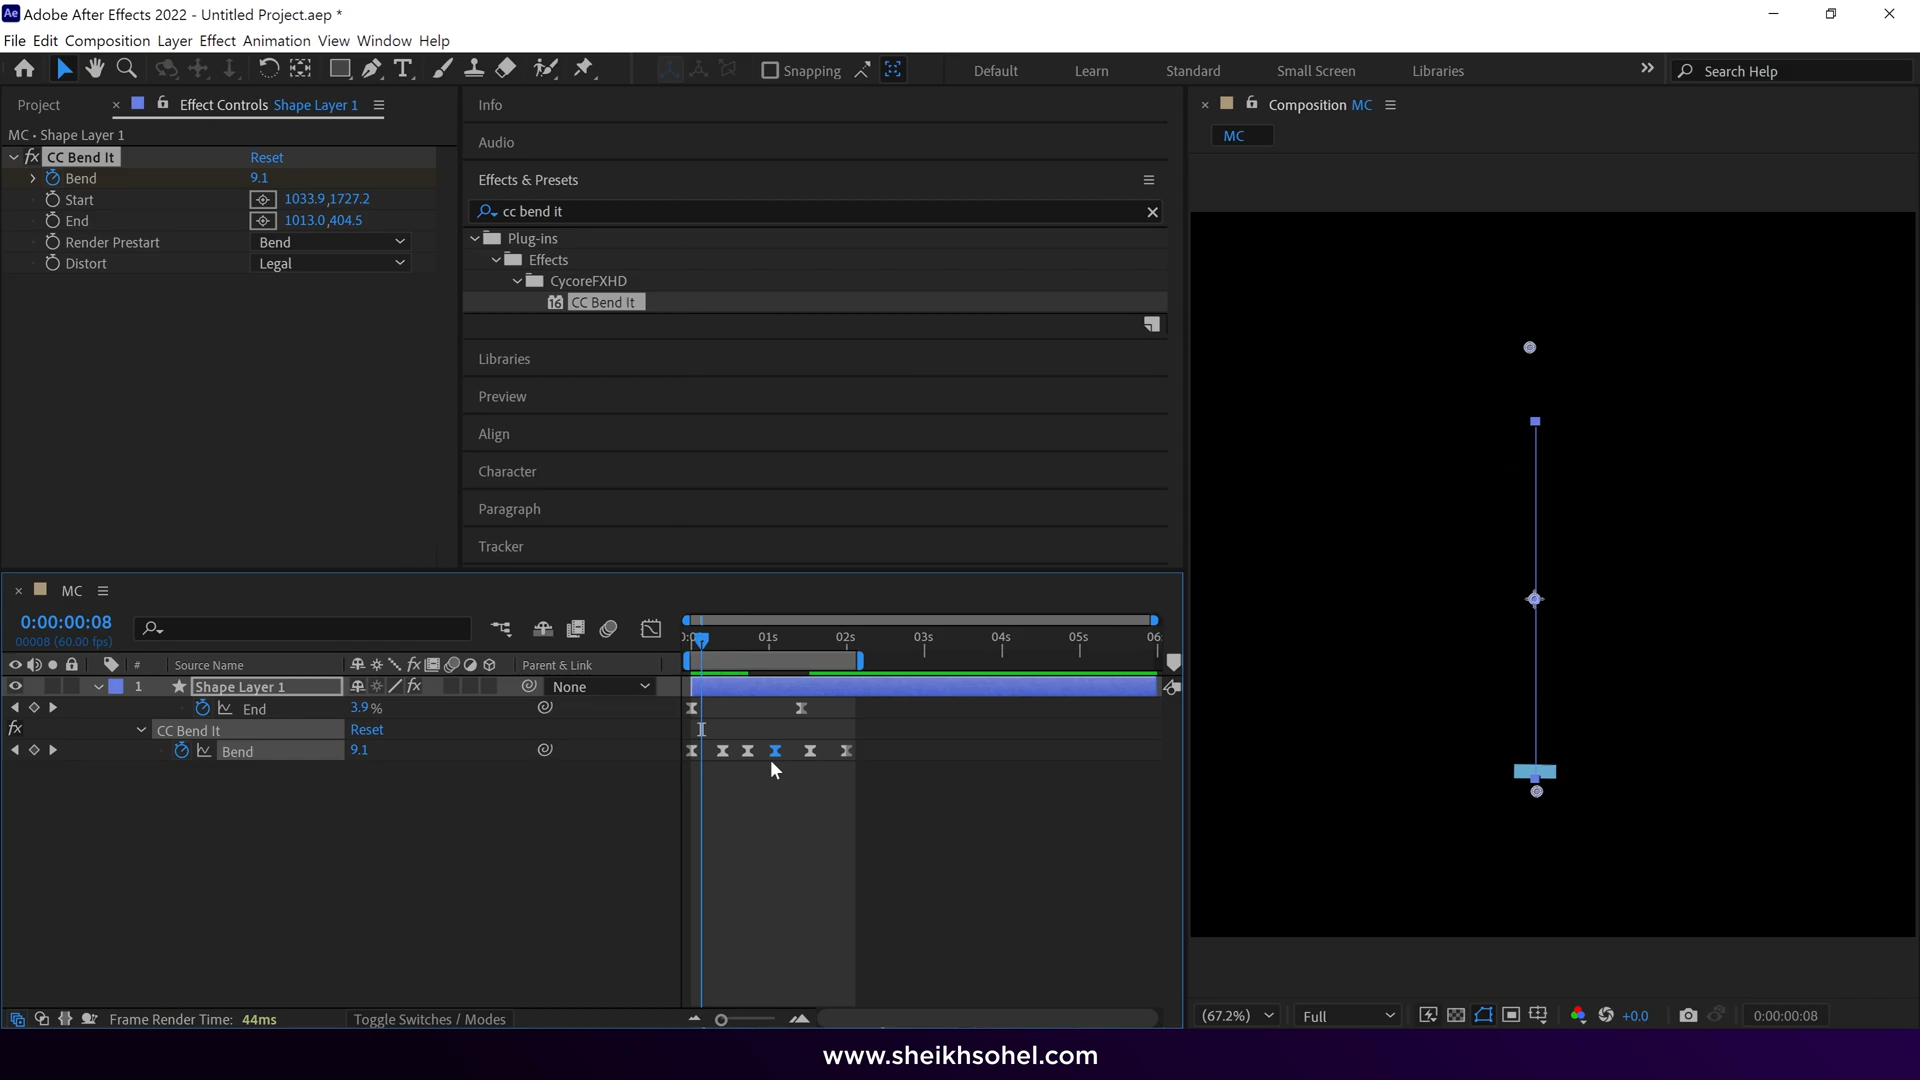 Adobe After Effects 2022 - Untitled Project.aep *
File Edit Composition Layer Effect Animation View Window Help
Snapping Default Learn Standard Small Screen Libraries Search Help
Project Effect Controls Shape Layer 1
MC • Shape Layer 1
fx CC Bend It Reset
Bend 9.1
Start 1033.9,1727.2
End 1013.0,404.5
Render Prestart Bend
Distort Legal
Info
Audio
Effects & Presets
cc bend it
Plug-ins
Effects
CycoreFXHD
CC Bend It
Libraries
Preview
Align
Character
Paragraph
Tracker
Composition MC
MC
MC
0:00:00:08
00008 (60.00 fps)
01s 02s 03s 04s 05s 06
# Source Name Parent & Link
1 Shape Layer 1 fx None
End 3.9 %
fx CC Bend It Reset
Bend 9.1
Frame Render Time: 44ms Toggle Switches / Modes
(67.2%) Full +0.0 0:00:00:08
www.sheikhsohel.com